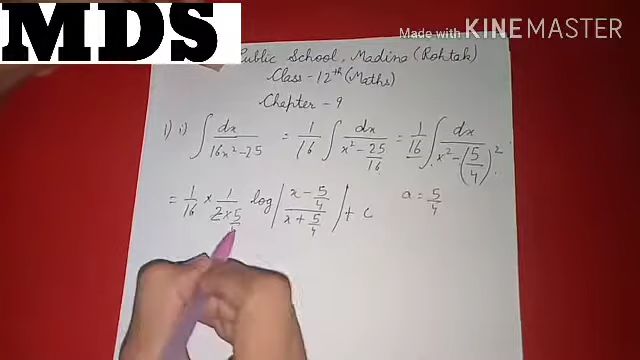 MDS
Made with KINEMASTER
Public School, Madina (Rohtak)
Class - 12th (Maths)
Chapter - 9
1) i) ∫ dx/(16x² - 25) = 1/16 ∫ dx/(x² - 25/16) = 1/16 ∫ dx/(x² - (5/4)²)
= 1/16 × 1/(2 × 5/4) log |(x - 5/4)/(x + 5/4)| + c a = 5/4